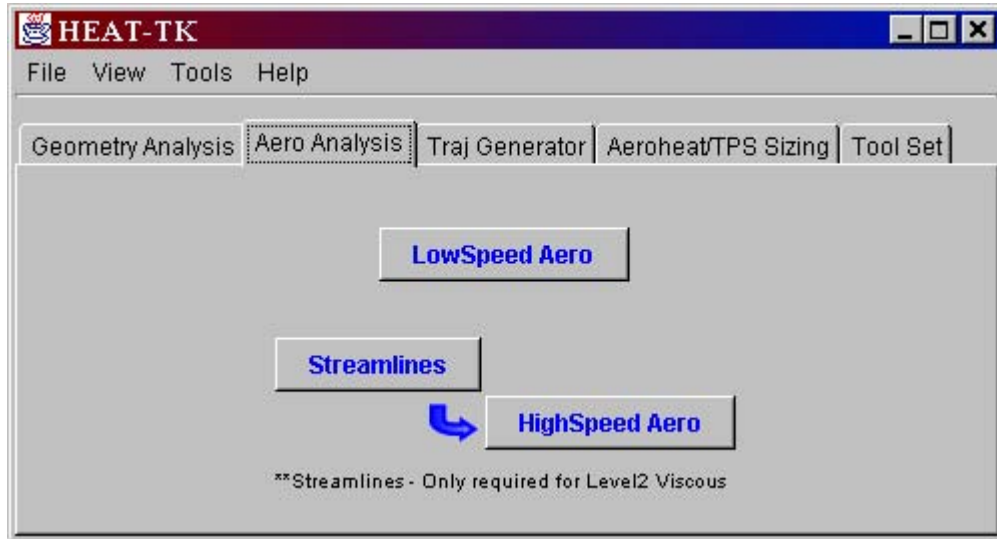 HEAT-TK
File View Tools Help
Geometry Analysis Aero Analysis Traj Generator Aeroheat/TPS Sizing Tool Set
LowSpeed Aero
Streamlines
HighSpeed Aero
**Streamlines - Only required for Level2 Viscous